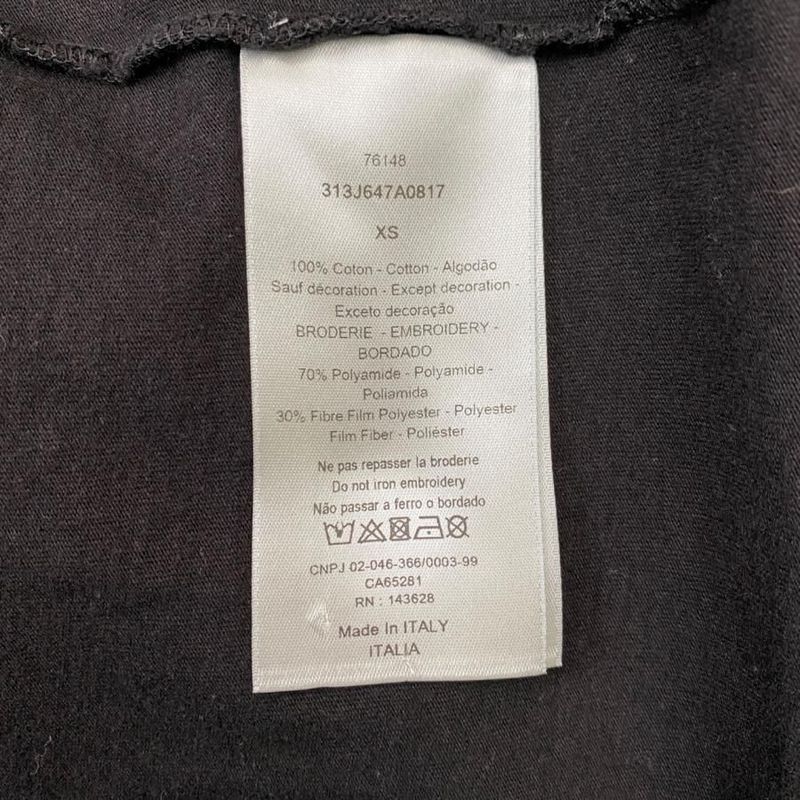 76148
313J647A0817
XS
100% Coton - Cotton - Algodão
Sauf décoration - Except decoration -
Exceto decoração
BRODERIE - EMBROIDERY -
BORDADO
70% Polyamide - Polyamide -
Poliamida
30% Fibre Film Polyester - Polyester
Film Fiber - Poliéster
Ne pas repasser la broderie
Do not iron embroidery
Não passar a ferro o bordado
CNPJ 02-046-366/0003-99
CA65281
RN : 143628
Made In ITALY
ITALIA